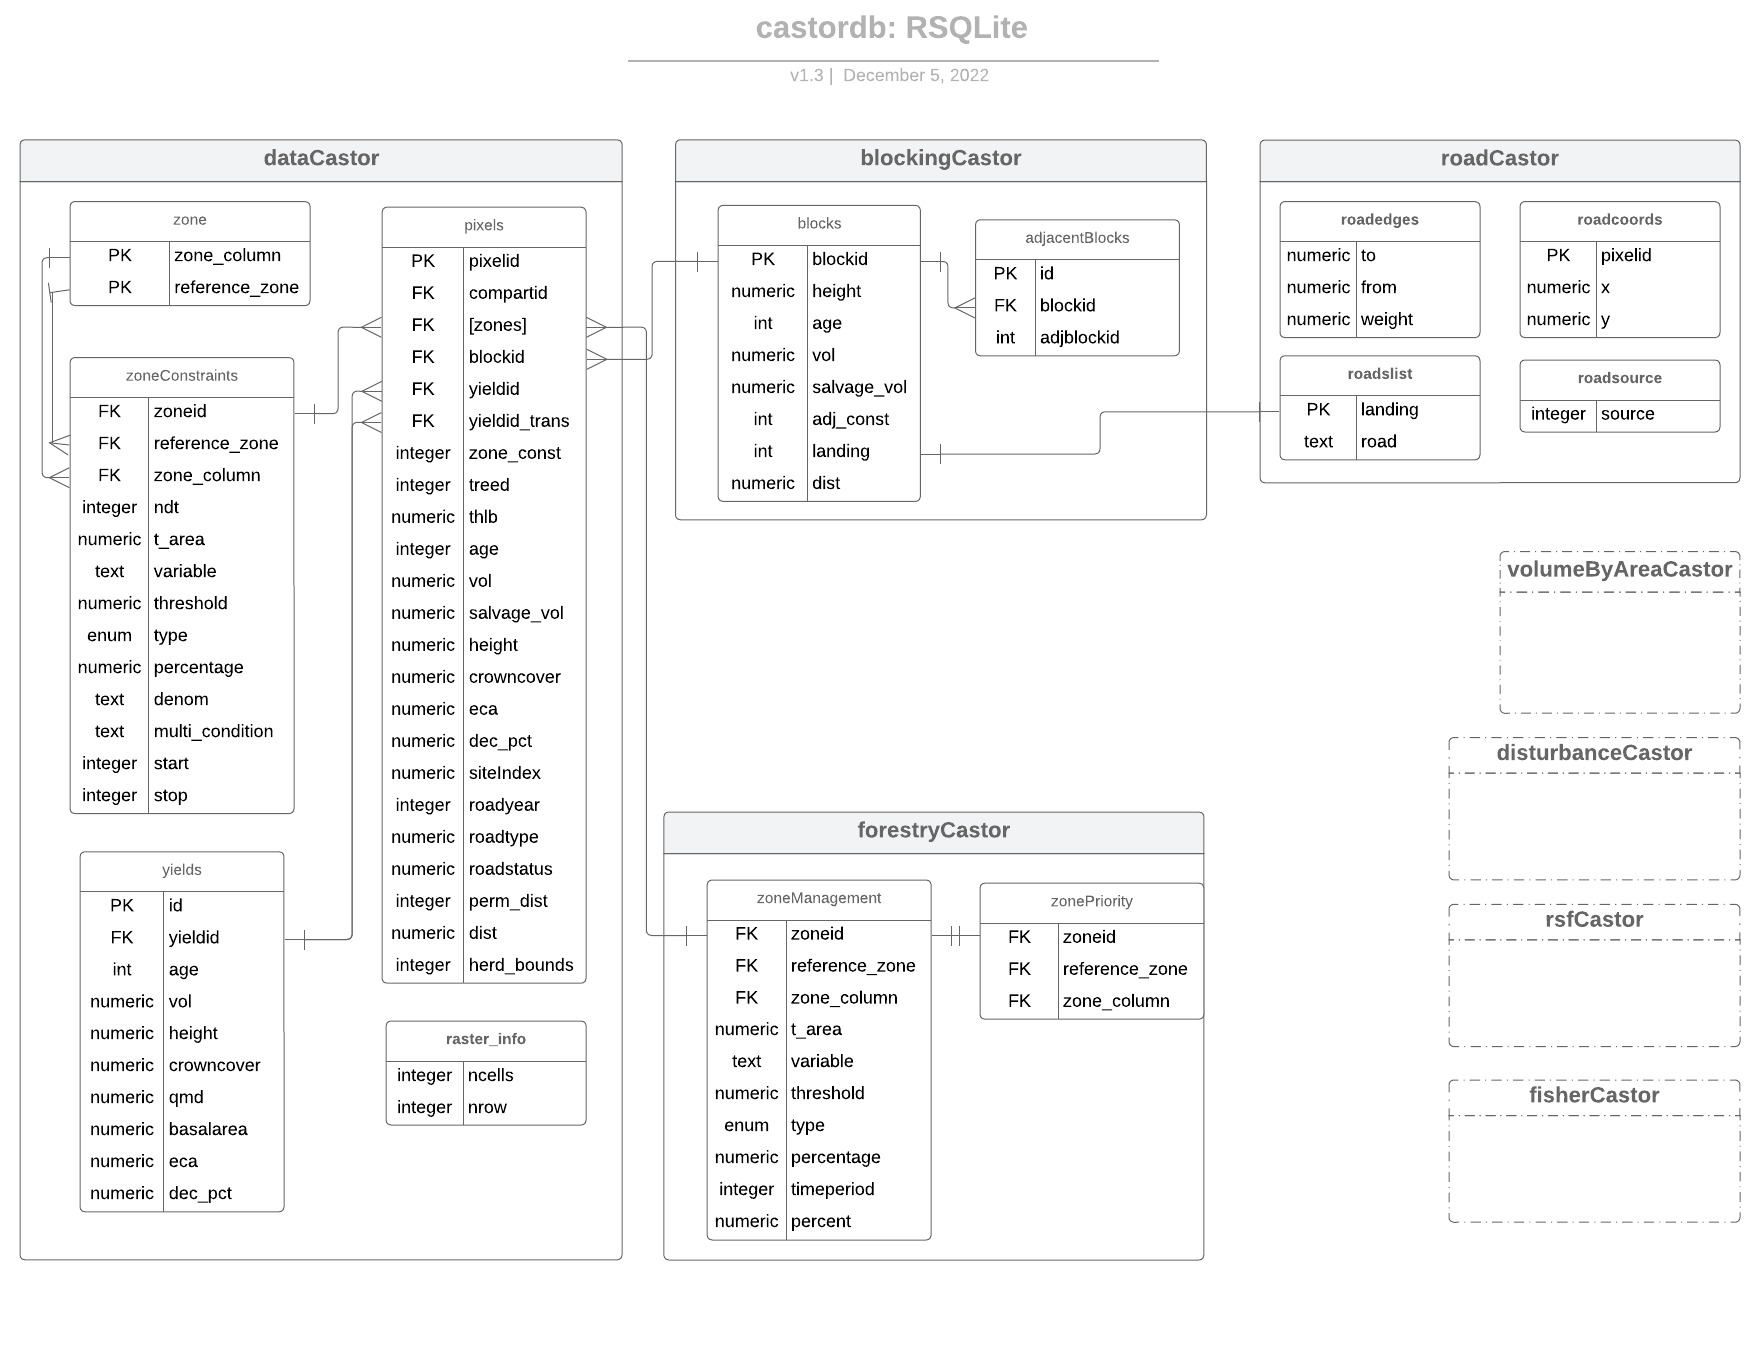 castordb: RSQLite
v1.3 | December 5, 2022
dataCastor
zone
PK zone_column
PK reference_zone
zoneConstraints
FK zoneid
FK reference_zone
FK zone_column
integer ndt
numeric t_area
text variable
numeric threshold
enum type
numeric percentage
text denom
text multi_condition
integer start
integer stop
yields
PK id
FK yieldid
int age
numeric vol
numeric height
numeric crowncover
numeric qmd
numeric basalarea
numeric eca
numeric dec_pct
pixels
PK pixelid
FK compartid
FK [zones]
FK blockid
FK yieldid
FK yieldid_trans
integer zone_const
integer treed
numeric thlb
integer age
numeric vol
numeric salvage_vol
numeric height
numeric crowncover
numeric eca
numeric dec_pct
numeric siteIndex
integer roadyear
numeric roadtype
numeric roadstatus
integer perm_dist
numeric dist
integer herd_bounds
raster_info
integer ncells
integer nrow
blockingCastor
blocks
PK blockid
numeric height
int age
numeric vol
numeric salvage_vol
int adj_const
int landing
numeric dist
adjacentBlocks
PK id
FK blockid
int adjblockid
forestryCastor
zoneManagement
FK zoneid
FK reference_zone
FK zone_column
numeric t_area
text variable
numeric threshold
enum type
numeric percentage
integer timeperiod
numeric percent
zonePriority
FK zoneid
FK reference_zone
FK zone_column
roadCastor
roadedges
numeric to
numeric from
numeric weight
roadcoords
PK pixelid
numeric x
numeric y
roadslist
PK landing
text road
roadsource
integer source
volumeByAreaCastor
disturbanceCastor
rsfCastor
fisherCastor